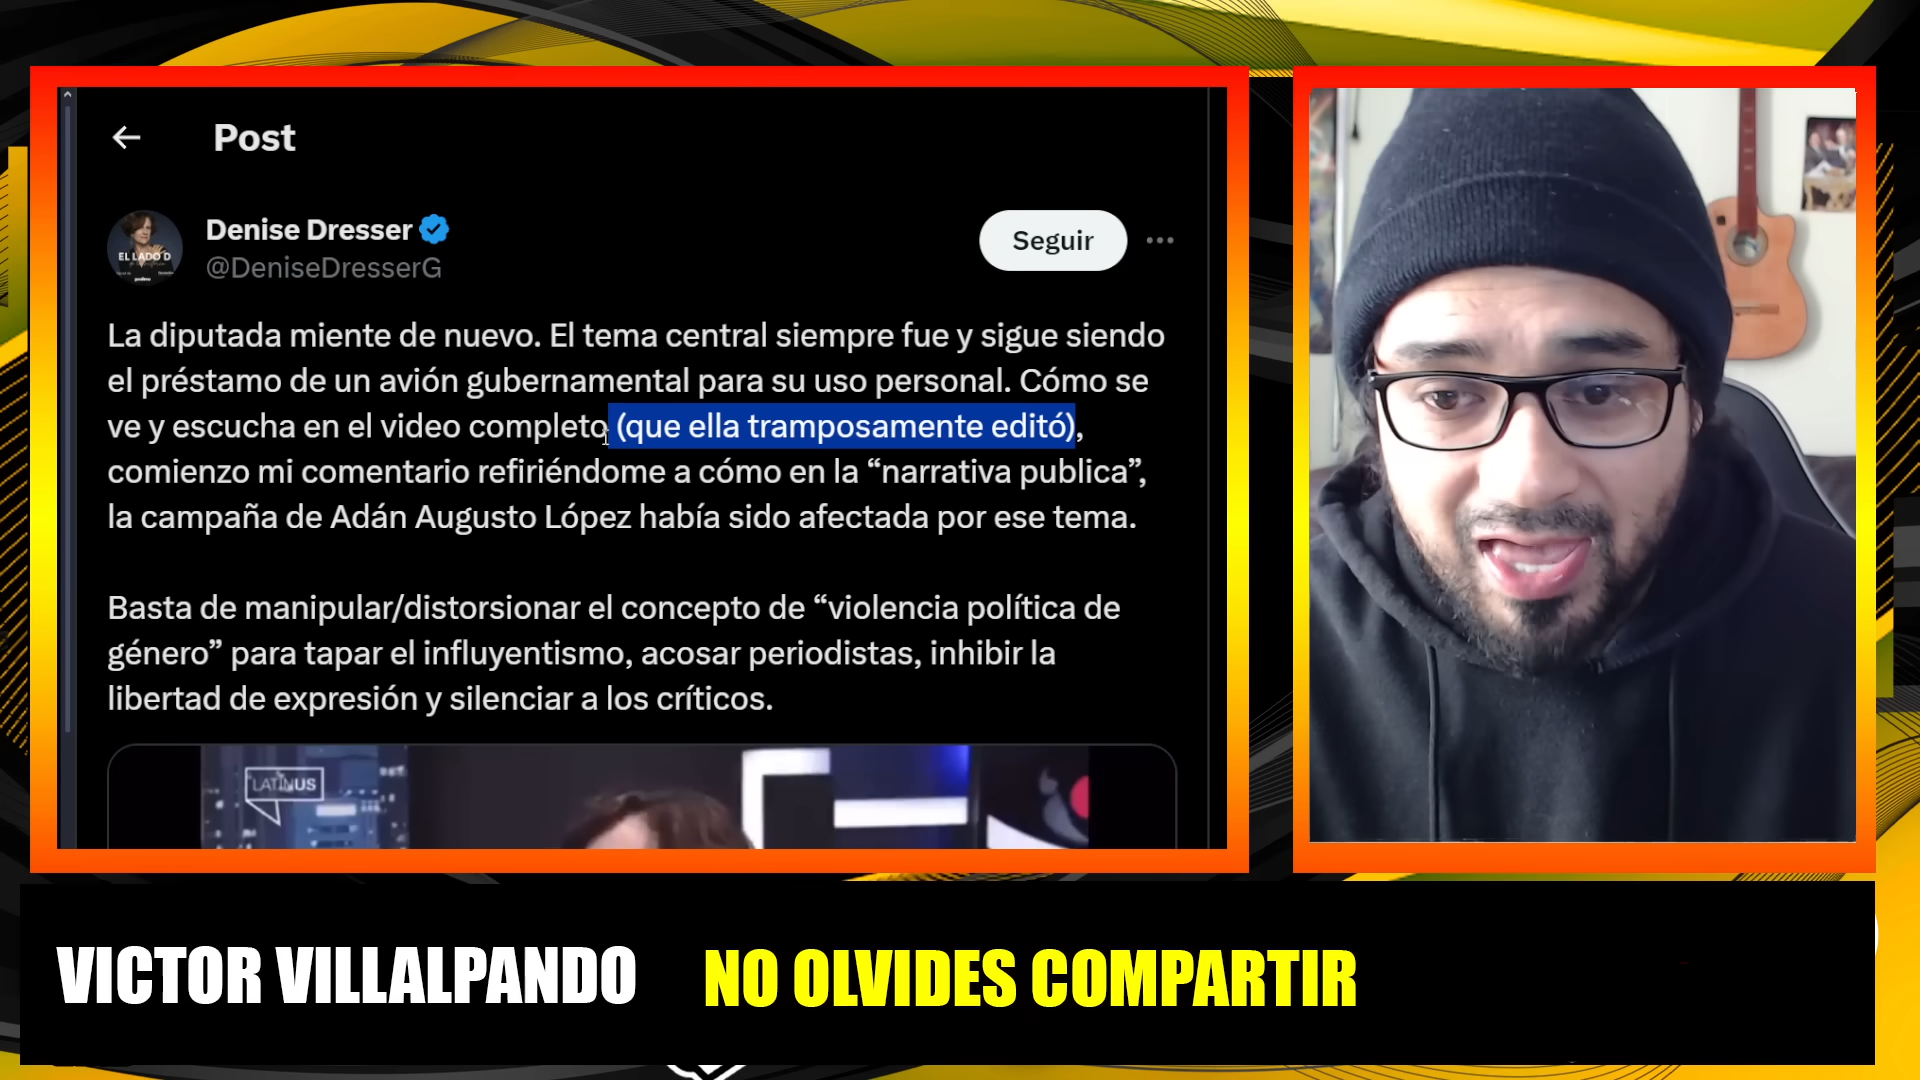 Post
Denise Dresser
@DeniseDresserG
Seguir
EL LADO D
La diputada miente de nuevo. El tema central siempre fue y sigue siendo
el préstamo de un avión gubernamental para su uso personal. Cómo se
ve y escucha en el video completo (que ella tramposamente editó),
comienzo mi comentario refiriéndome a cómo en la “narrativa publica”,
la campaña de Adán Augusto López había sido afectada por ese tema.
Basta de manipular/distorsionar el concepto de “violencia política de
género” para tapar el influyentismo, acosar periodistas, inhibir la
libertad de expresión y silenciar a los críticos.
LATINUS
VICTOR VILLALPANDO
NO OLVIDES COMPARTIR